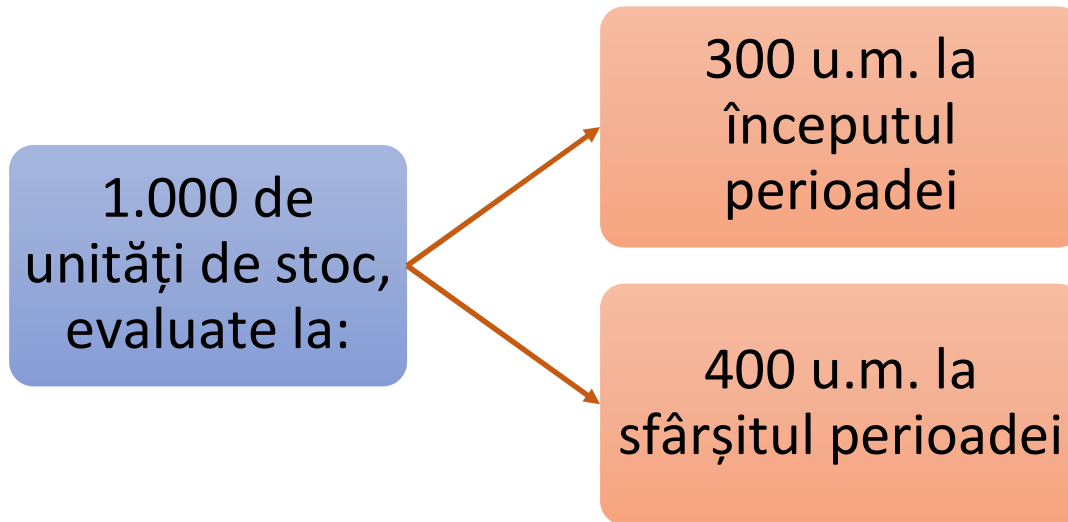 1.000 de
unități de stoc,
evaluate la:
300 u.m. la
începutul
perioadei
400 u.m. la
sfârșitul perioadei